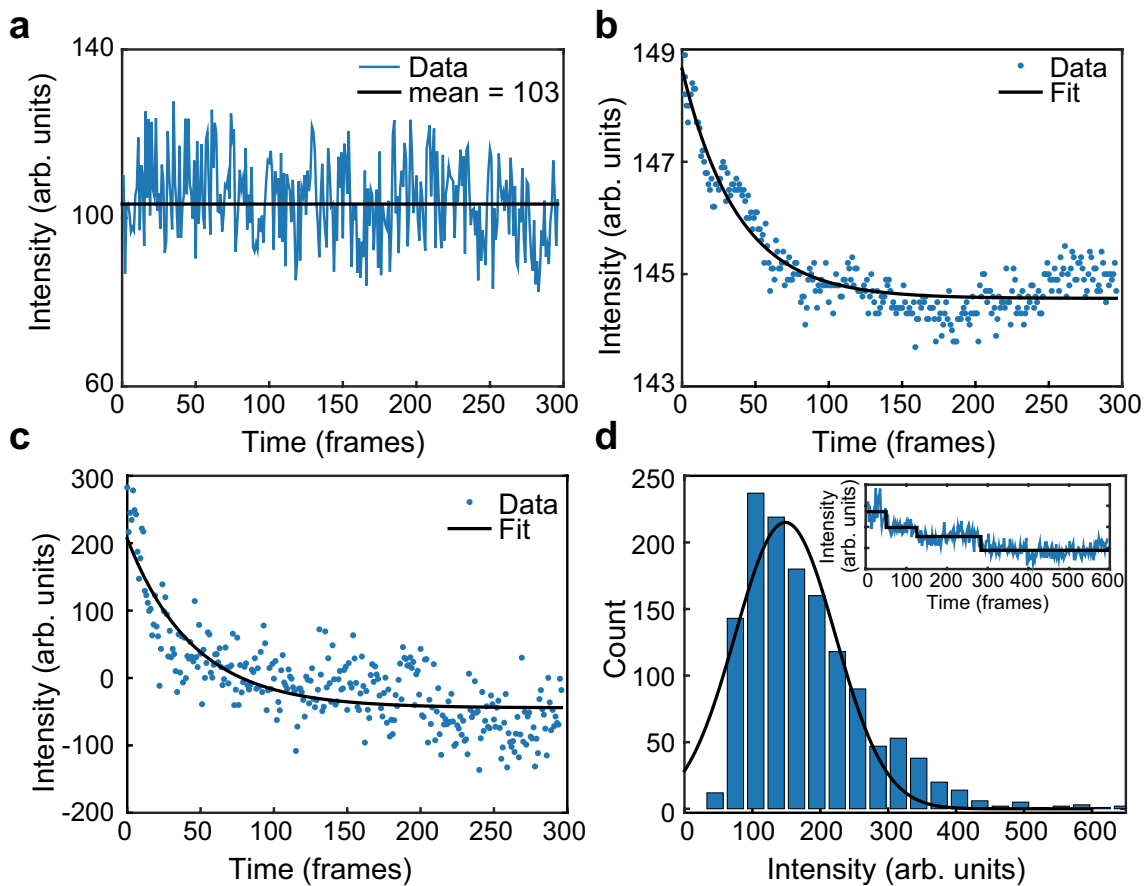 a
140
100
60
Intensity (arb. units)
Data
mean = 103
0 50 100 150 200 250 300
Time (frames)
b
149
147
145
143
Intensity (arb. units)
Data
Fit
0 50 100 150 200 250 300
Time (frames)
c
300
200
100
0
-100
-200
Intensity (arb. units)
Data
Fit
0 50 100 150 200 250 300
Time (frames)
d
250
200
150
100
50
0
Count
0 100 200 300 400 500 600
Intensity (arb. units)
Intensity
(arb. units)
0 100 200 300 400 500 600
Time (frames)